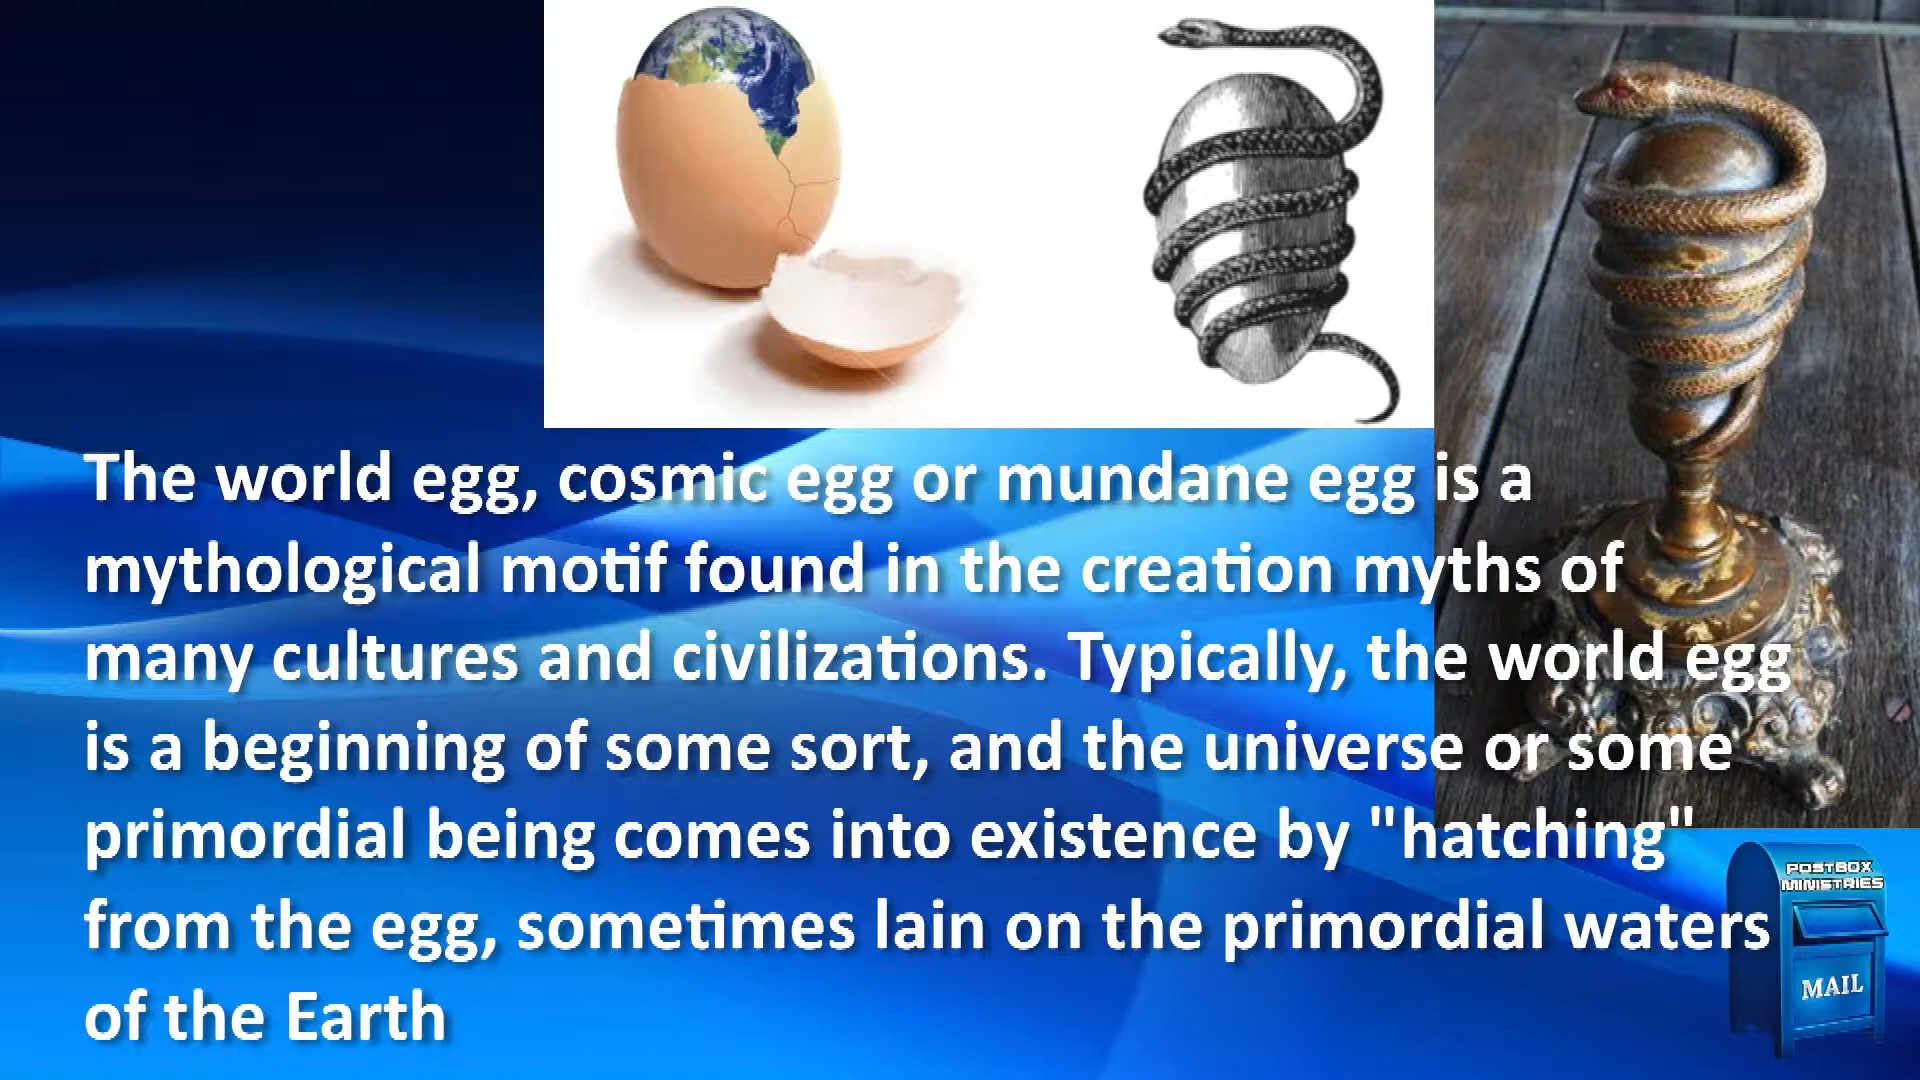 The world egg, cosmic egg or mundane egg is a
mythological motif found in the creation myths of
many cultures and civilizations. Typically, the world egg
is a beginning of some sort, and the universe or some
primordial being comes into existence by "hatching"
from the egg, sometimes lain on the primordial waters
of the Earth
POSTBOX
MINISTRIES
MAIL